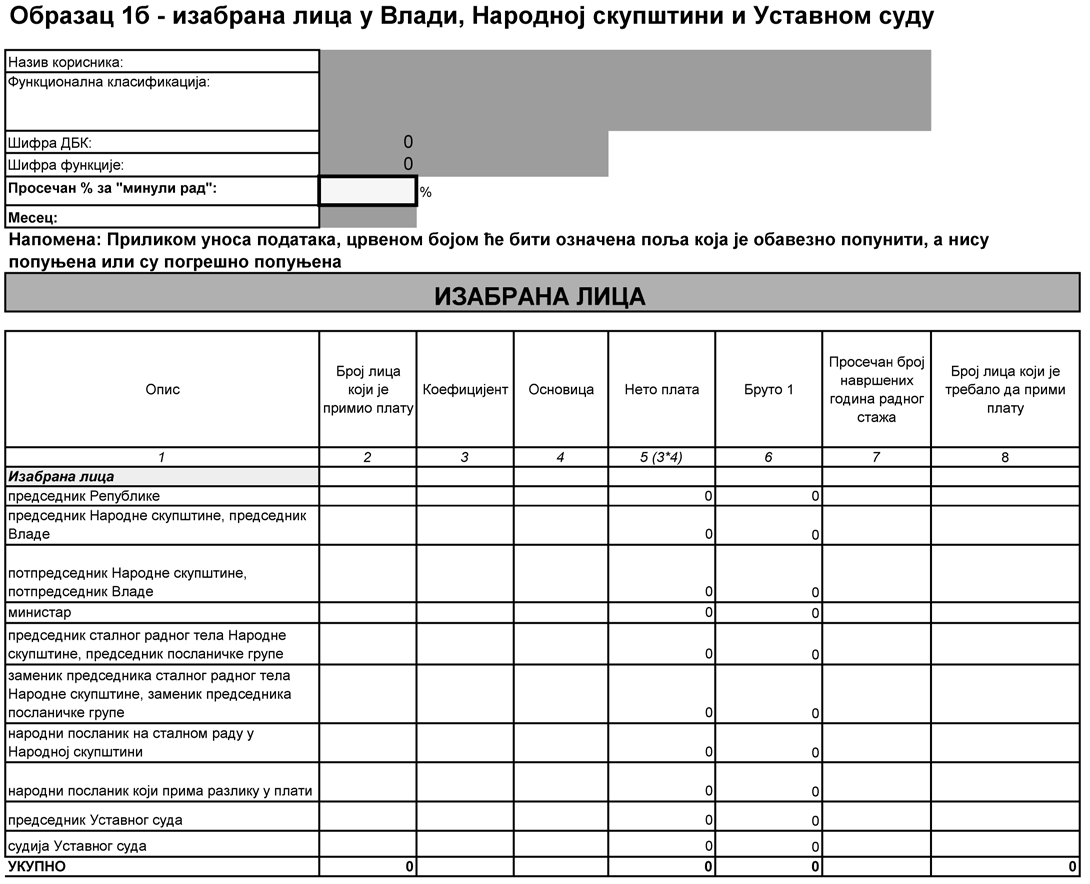 Образац 1б - изабрана лица у Влади, Народној скупштини и Уставном суду
Назив корисника:
Функционална класификација:
Шифра ДБК: 0
Шифра функције: 0
Просечан % за "минули рад": %
Месец:
Напомена: Приликом уноса података, црвеном бојом ће бити означена поља која је обавезно попунити, а нису
попуњена или су погрешно попуњена
ИЗАБРАНА ЛИЦА
Опис
Број лица
који је
примио плату
Коефицијент
Основица
Нето плата
Бруто 1
Просечан број
навршених
година радног
стажа
Број лица који је
требало да прими
плату
1 2 3 4 5 (3*4) 6 7 8
Изабрана лица
председник Републике 0 0
председник Народне скупштине, председник
Владе 0 0
потпредседник Народне скупштине,
потпредседник Владе 0 0
министар 0 0
председник сталног радног тела Народне
скупштине, председник посланичке групе 0 0
заменик председника сталног радног тела
Народне скупштине, заменик председника
посланичке групе 0 0
народни посланик на сталном раду у
Народној скупштини 0 0
народни посланик који прима разлику у плати 0 0
председник Уставног суда 0 0
судија Уставног суда 0 0
УКУПНО 0 0 0 0